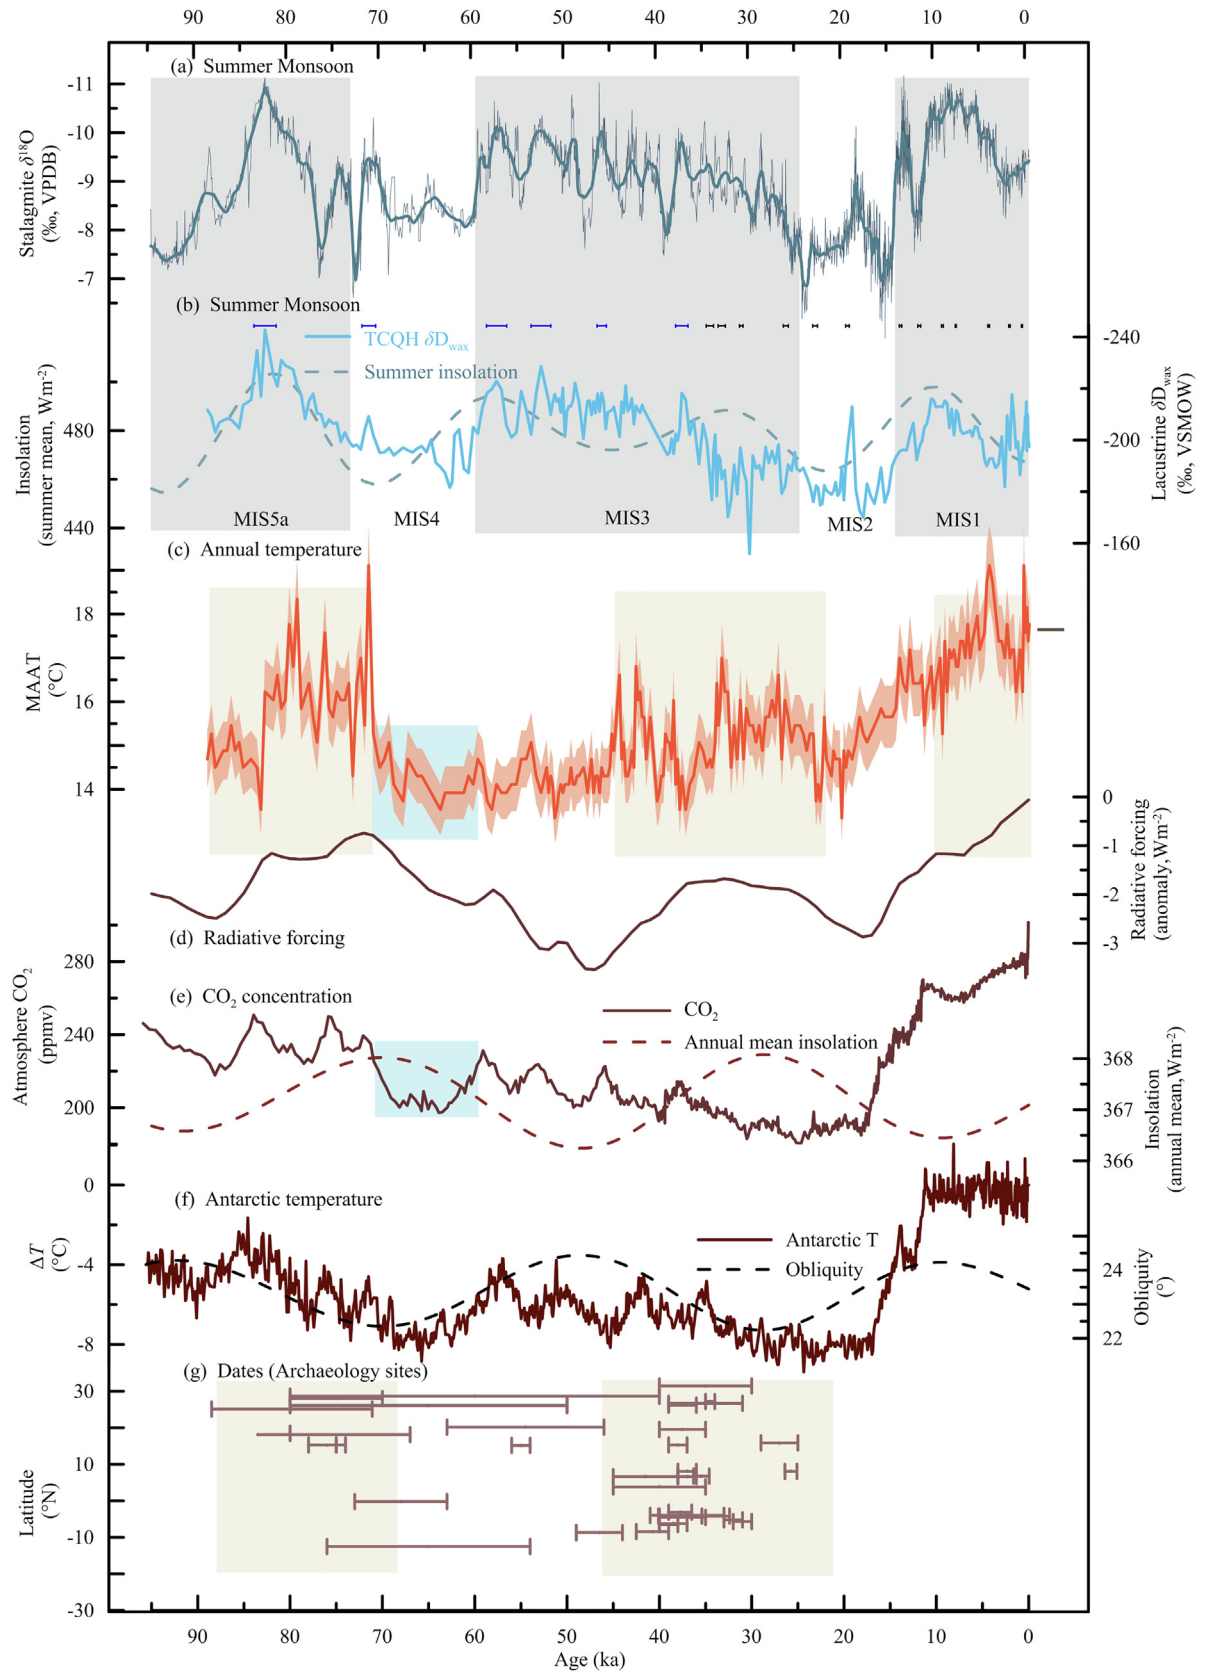 90 80 70 60 50 40 30 20 10 0
(a) Summer Monsoon
-11
-10
-9
-8
-7
Stalagmite δ¹⁸O
(‰, VPDB)
(b) Summer Monsoon
TCQH δD_wax
Summer insolation
480
440
Insolation
(summer mean, Wm⁻²)
-240
-200
-160
Lacustrine δD_wax
(‰, VSMOW)
MIS5a MIS4 MIS3 MIS2 MIS1
(c) Annual temperature
18
16
14
MAAT
(°C)
0
-1
-2
-3
Radiative forcing
(anomaly,Wm⁻²)
(d) Radiative forcing
280
240
200
Atmosphere CO₂
(ppmv)
(e) CO₂ concentration
CO₂
Annual mean insolation
368
367
366
Insolation
(annual mean,Wm⁻²)
(f) Antarctic temperature
0
-4
-8
ΔT
(°C)
Antarctic T
Obliquity
24
22
Obliquity
(°)
(g) Dates (Archaeology sites)
30
10
-10
-30
Latitude
(°N)
90 80 70 60 50 40 30 20 10 0
Age (ka)